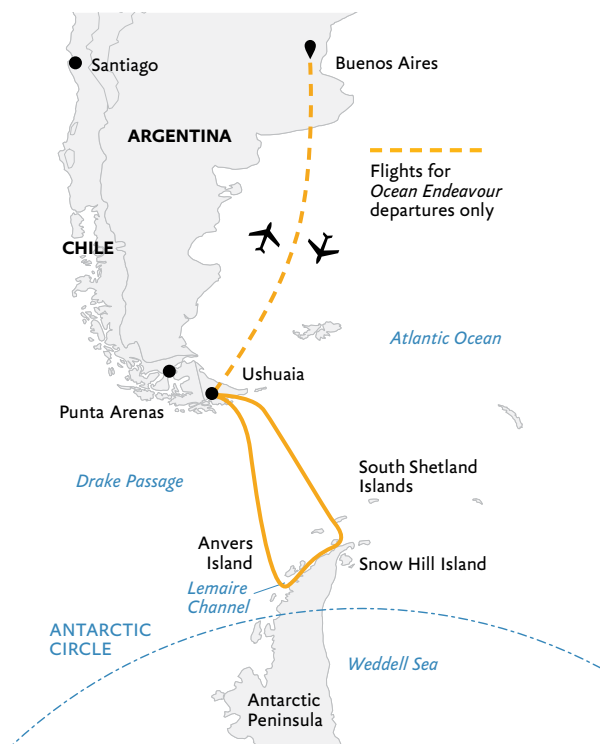 Buenos Aires
Santiago
ARGENTINA
Flights for
Ocean Endeavour
departures only
CHILE
Atlantic Ocean
Ushuaia
Punta Arenas
South Shetland
Islands
Drake Passage
Anvers
Island
Snow Hill Island
Lemaire
Channel
ANTARCTIC
CIRCLE
Weddell Sea
Antarctic
Peninsula